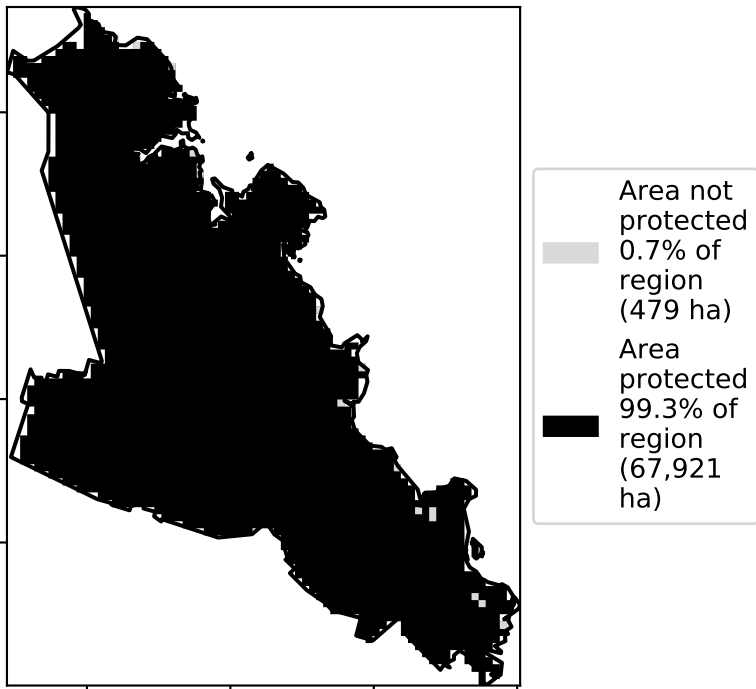 Area not
protected
0.7% of
region
(479 ha)
Area
protected
99.3% of
region
(67,921
ha)